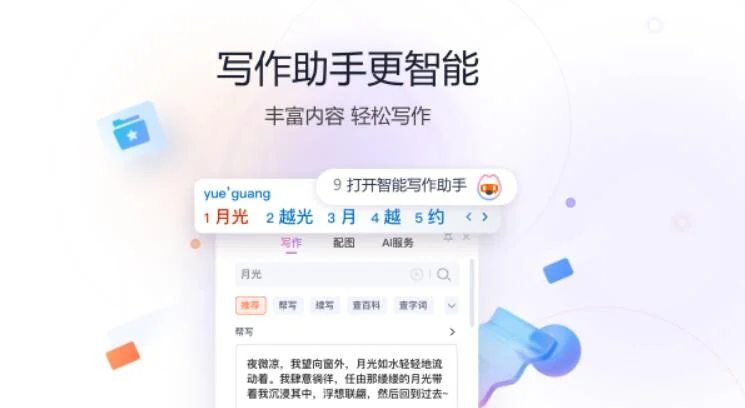 写作助手更智能
丰富内容 轻松写作
9 打开智能写作助手
yue'guang
1 月光 2 越光 3 月 4 越 5 约
写作 配图 AI服务
月光
推荐 帮写 续写 查百科 查字词
帮写
夜微凉，我望向窗外，月光如水轻轻地流
动着。我肆意徜徉，任由那缕缕的月光带
着我沉浸其中，浮想联翩，然后回到过去~